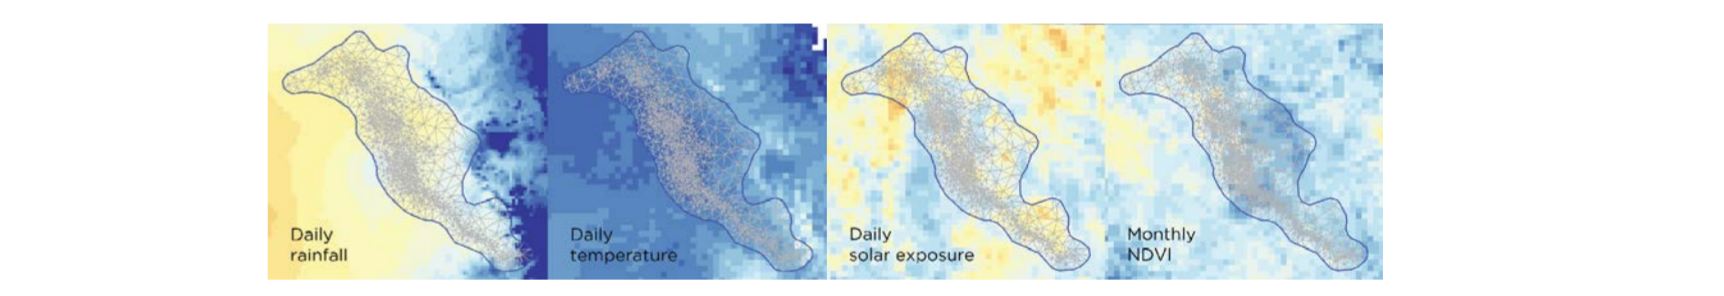 Daily
rainfall
Daily
temperature
Daily
solar exposure
Monthly
NDVI